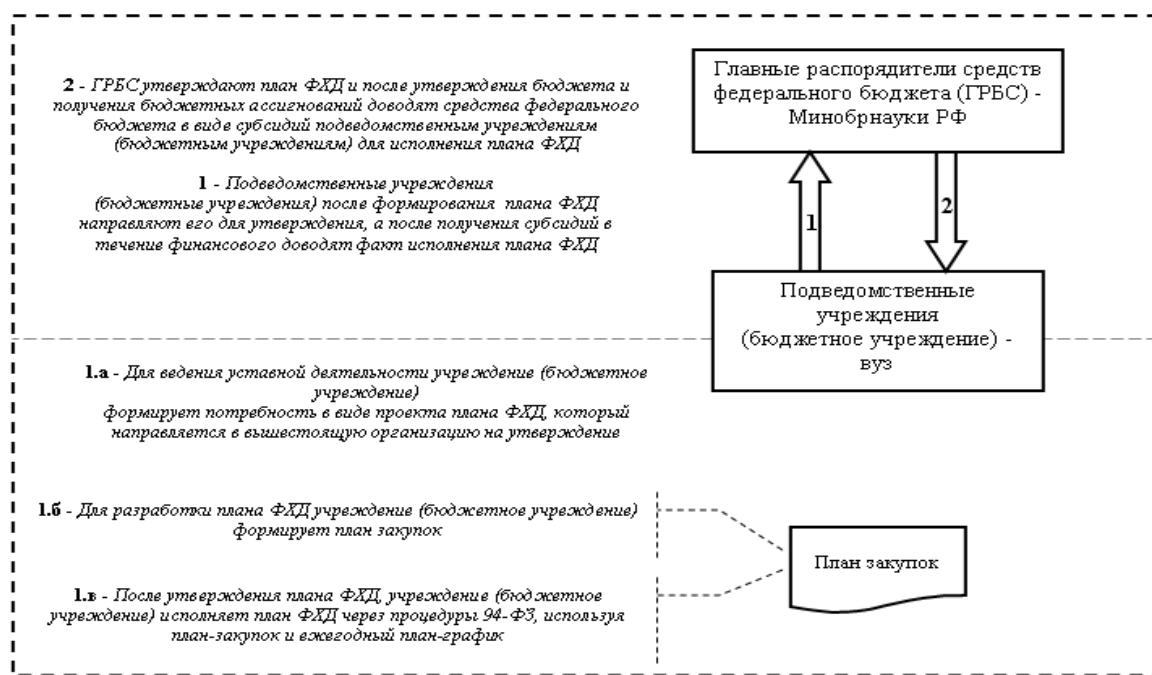 2 - ГРБС утверждают план ФХД и после утверждения бюджета и
получения бюджетных ассигнований доводят средства федерального
бюджета в виде субсидий подведомственным учреждениям
(бюджетным учреждениям) для исполнения плана ФХД
1 - Подведомственные учреждения
(бюджетные учреждения) после формирования плана ФХД
направляют его для утверждения, а после получения субсидий в
течение финансового доводят факт исполнения плана ФХД
Главные распорядители средств
федерального бюджета (ГРБС) -
Минобрнауки РФ
1
2
Подведомственные
учреждения
(бюджетное учреждение) -
вуз
1.а - Для ведения уставной деятельности учреждение (бюджетное
учреждение)
формирует потребность в виде проекта плана ФХД, который
направляется в вышестоящую организацию на утверждение
1.б - Для разработки плана ФХД учреждение (бюджетное учреждение)
формирует план закупок
1.в - После утверждения плана ФХД, учреждение (бюджетное
учреждение) исполняет план ФХД через процедуры 94-ФЗ, используя
план-закупок и ежегодный план-график
План закупок